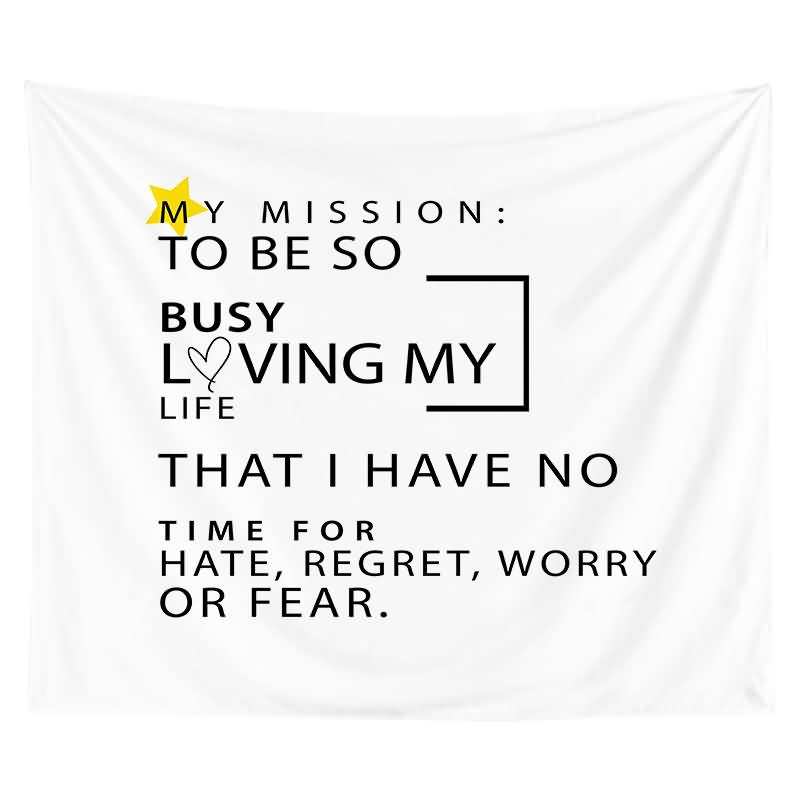 MY MISSION:
TO BE SO
BUSY
LOVING MY
LIFE
THAT I HAVE NO
TIME FOR
HATE, REGRET, WORRY
OR FEAR.